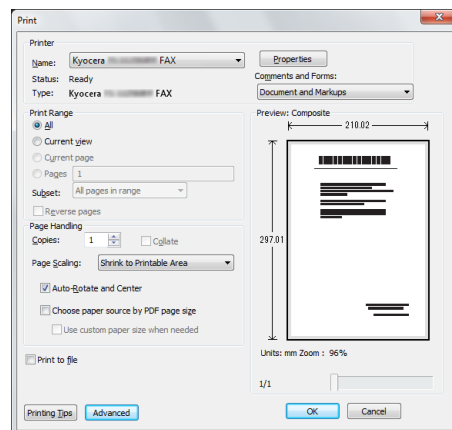 Print
Printer
Name: Kyocera FAX
Properties
Status: Ready
Comments and Forms:
Type: Kyocera FAX
Document and Markups
Print Range
All
Current view
Current page
Pages 1
Subset: All pages in range
Reverse pages
Page Handling
Copies: 1
Collate
Page Scaling: Shrink to Printable Area
Auto-Rotate and Center
Choose paper source by PDF page size
Use custom paper size when needed
Print to file
Preview: Composite
210.02
297.01
Units: mm Zoom : 96%
1/1
Printing Tips
Advanced
OK
Cancel